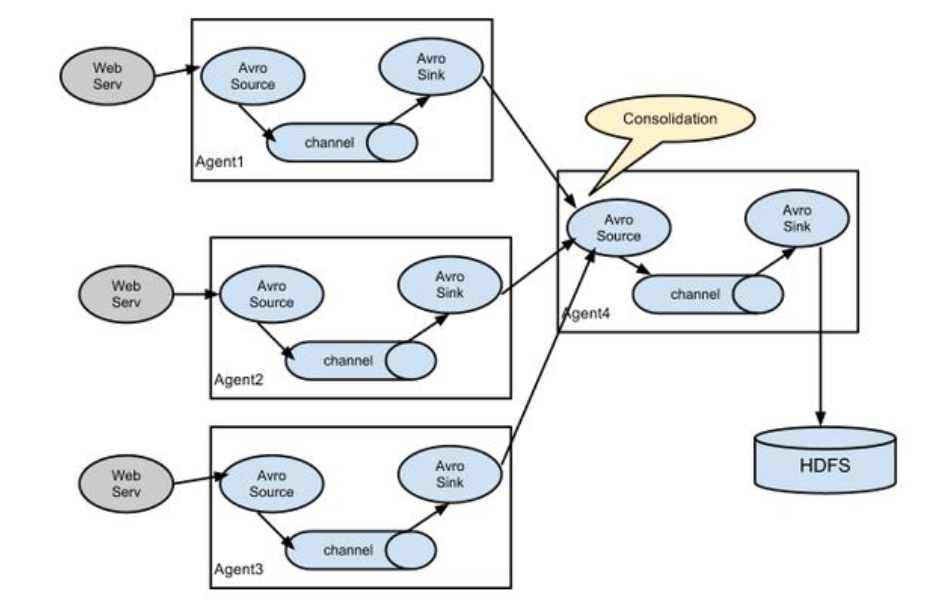 Web
Serv
Avro
Source
Avro
Sink
channel
Agent1
Consolidation
Web
Serv
Avro
Source
Avro
Sink
channel
Agent2
Avro
Source
Avro
Sink
channel
Agent4
Web
Serv
Avro
Source
Avro
Sink
channel
Agent3
HDFS